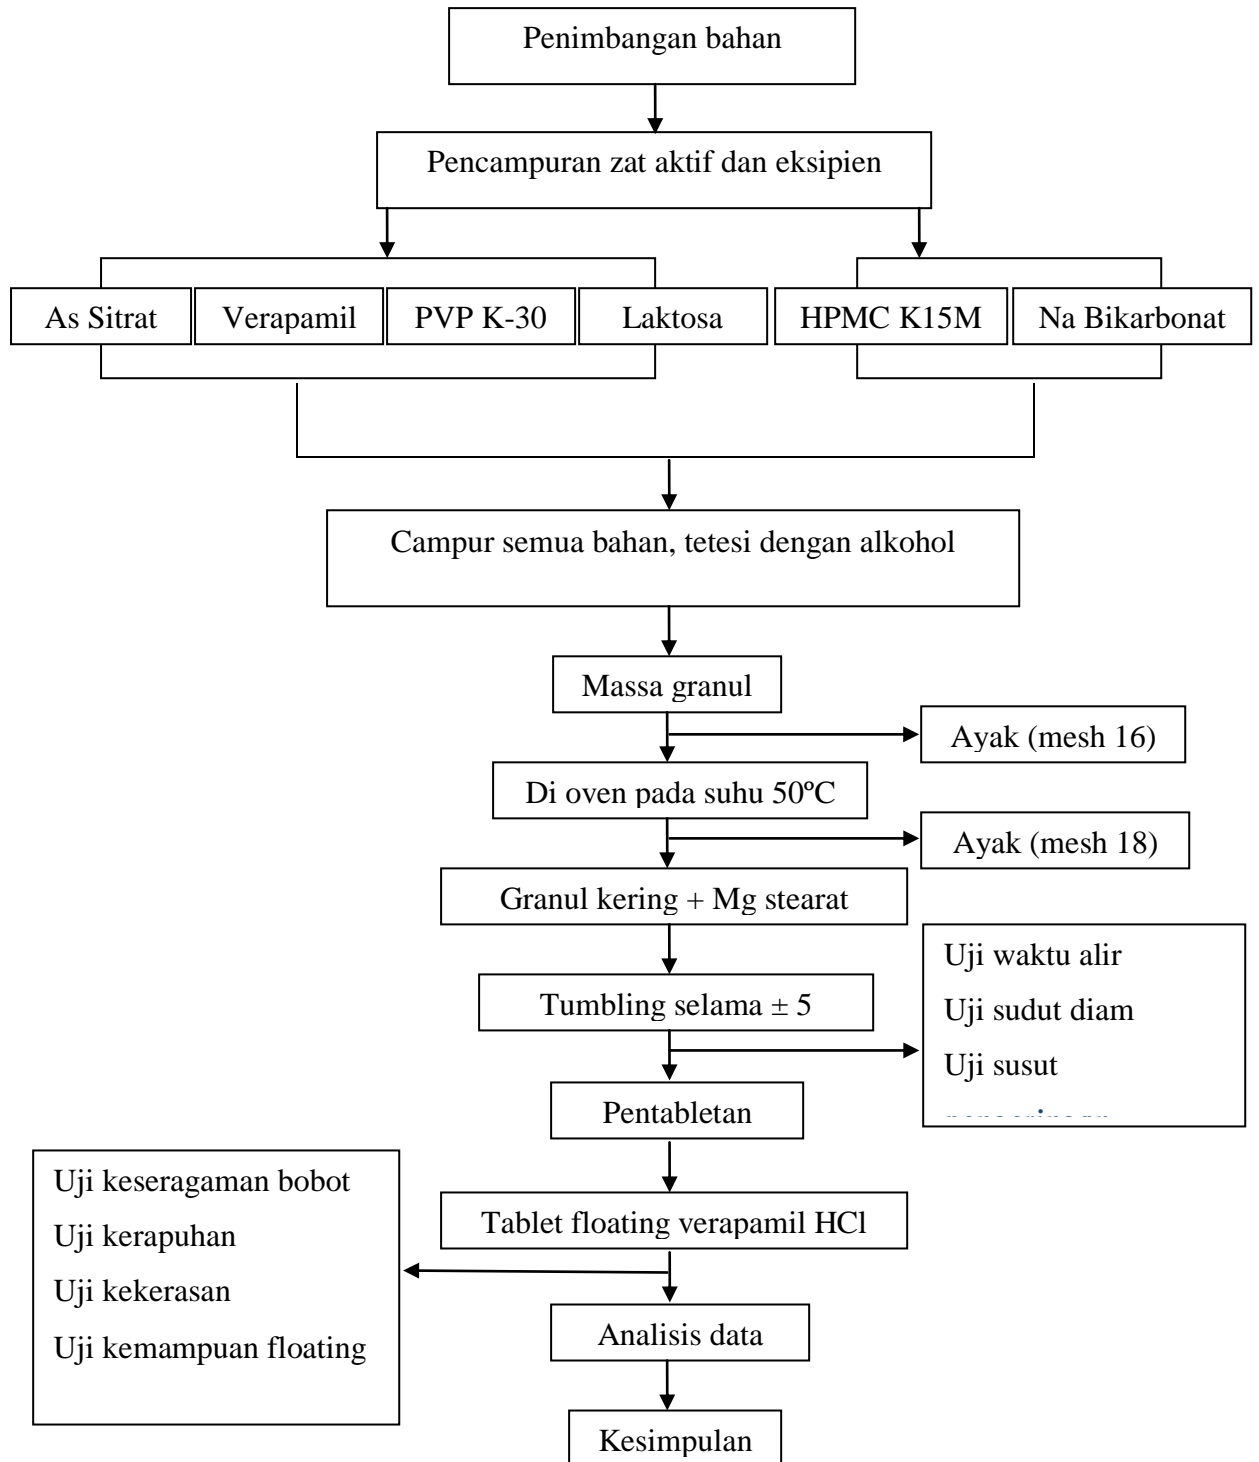 Penimbangan bahan
Pencampuran zat aktif dan eksipien
As Sitrat
Verapamil
PVP K-30
Laktosa
HPMC K15M
Na Bikarbonat
Campur semua bahan, tetesi dengan alkohol
Massa granul
Ayak (mesh 16)
Di oven pada suhu 50ºC
Ayak (mesh 18)
Granul kering + Mg stearat
Uji waktu alir
Uji sudut diam
Uji susut
Tumbling selama ± 5
Pentabletan
Uji keseragaman bobot
Uji kerapuhan
Uji kekerasan
Uji kemampuan floating
Tablet floating verapamil HCl
Analisis data
Kesimpulan